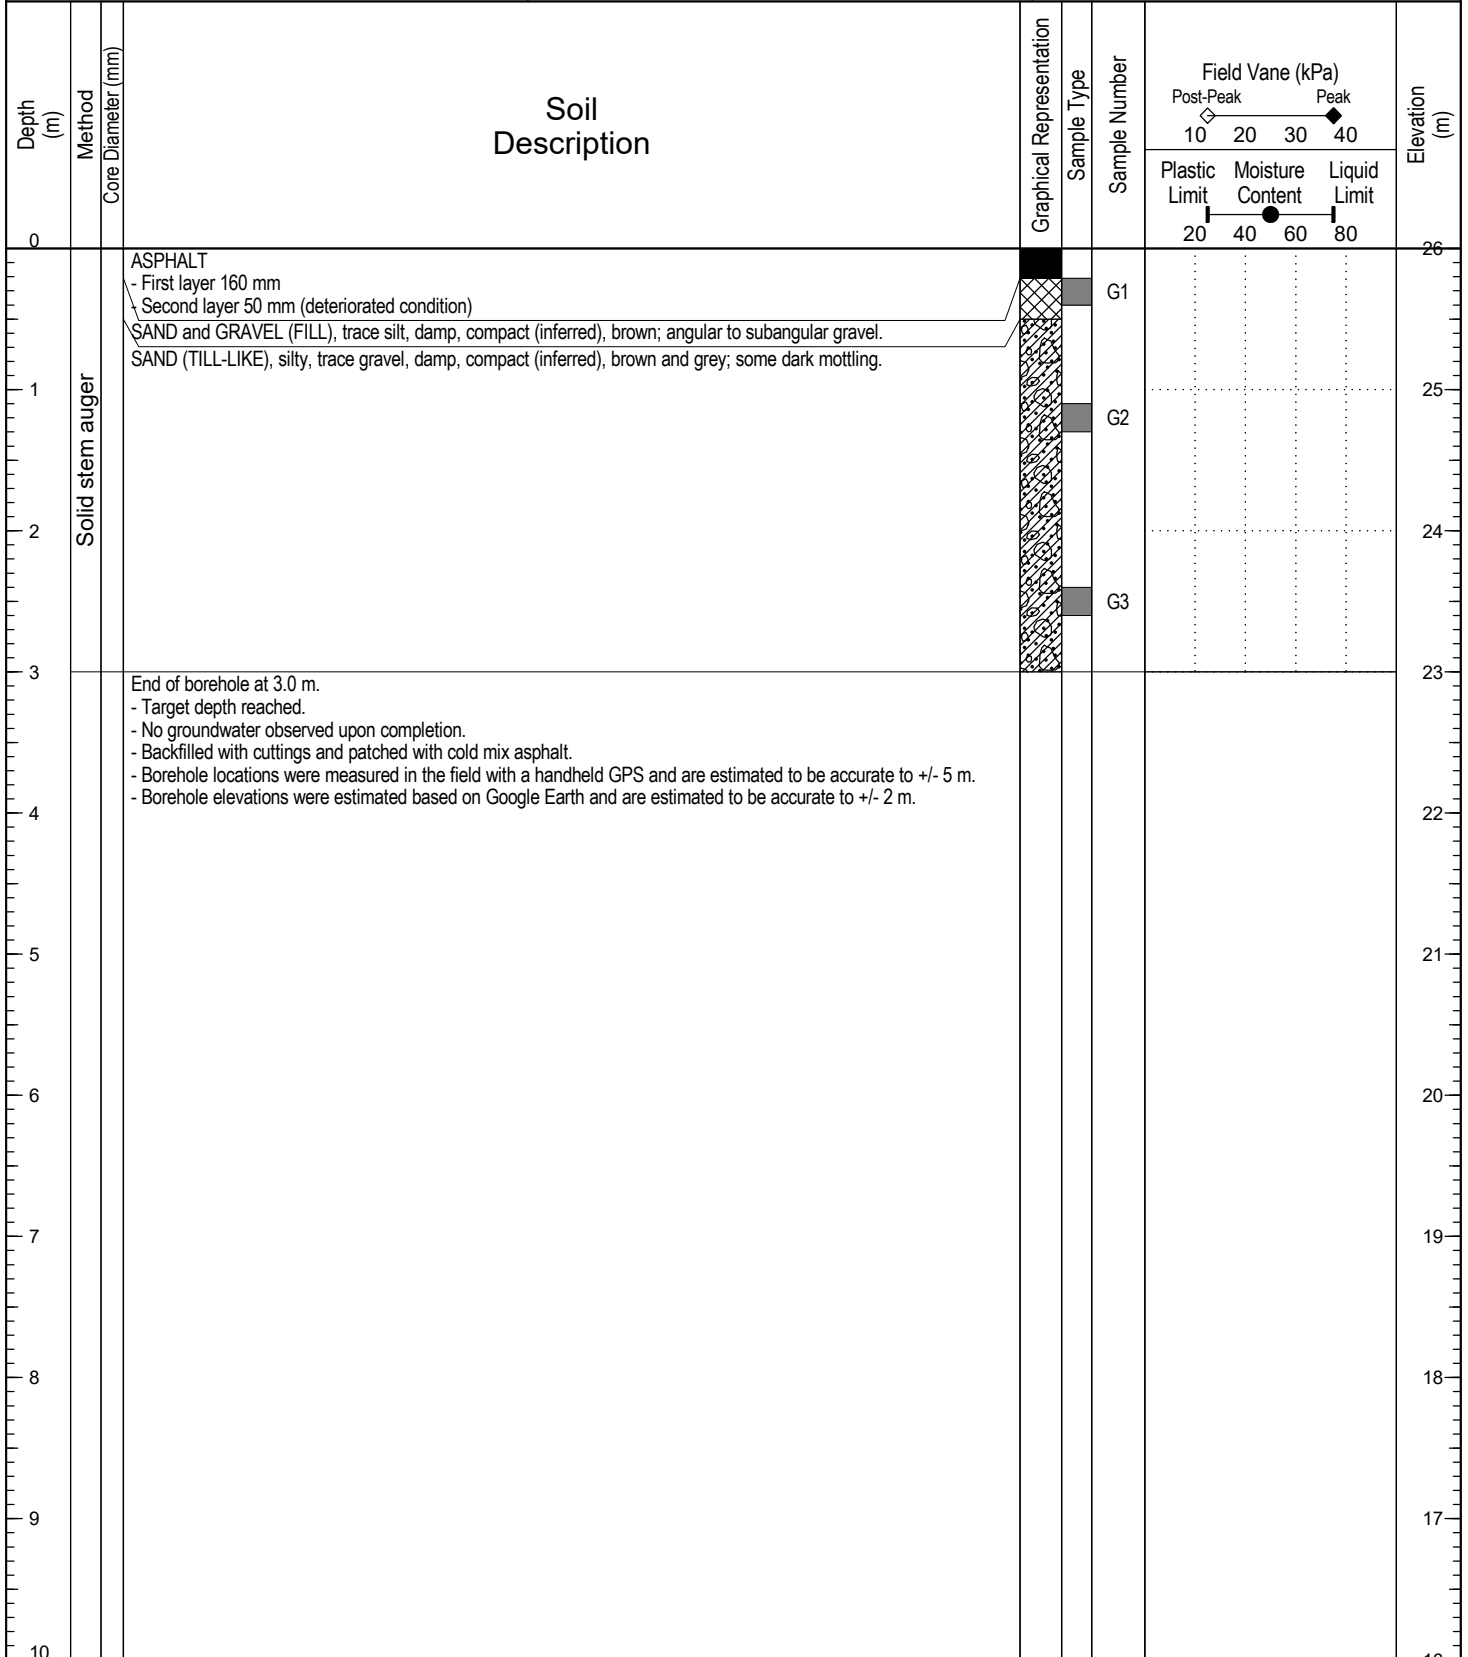 Depth
(m)
Method
Core Diameter (mm)
Soil
Description
Graphical Representation
Sample Type
Sample Number
Field Vane (kPa)
Post-Peak Peak
10 20 30 40
Plastic Moisture Liquid
Limit Content Limit
20 40 60 80
Elevation
(m)
0 26
ASPHALT
- First layer 160 mm
- Second layer 50 mm (deteriorated condition)
SAND and GRAVEL (FILL), trace silt, damp, compact (inferred), brown; angular to subangular gravel.
SAND (TILL-LIKE), silty, trace gravel, damp, compact (inferred), brown and grey; some dark mottling.
G1
1 25
G2
Solid stem auger
2 24
G3
3 23
End of borehole at 3.0 m.
- Target depth reached.
- No groundwater observed upon completion.
- Backfilled with cuttings and patched with cold mix asphalt.
- Borehole locations were measured in the field with a handheld GPS and are estimated to be accurate to +/- 5 m.
- Borehole elevations were estimated based on Google Earth and are estimated to be accurate to +/- 2 m.
4 22
5 21
6 20
7 19
8 18
9 17
10